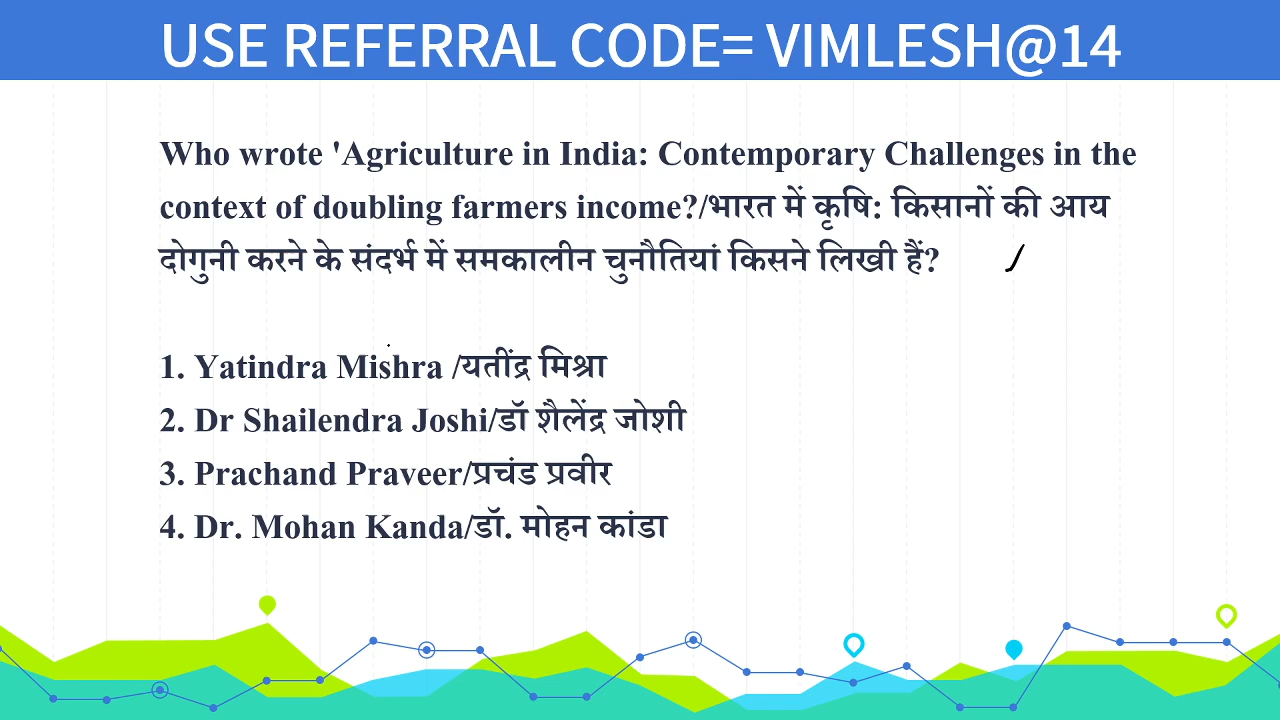 USE REFERRAL CODE= VIMLESH@14
Who wrote 'Agriculture in India: Contemporary Challenges in the
context of doubling farmers income?/भारत में कृषि: किसानों की आय
दोगुनी करने के संदर्भ में समकालीन चुनौतियां किसने लिखी हैं?
1. Yatindra Mishra /यतींद्र मिश्रा
2. Dr Shailendra Joshi/डॉ शैलेंद्र जोशी
3. Prachand Praveer/प्रचंड प्रवीर
4. Dr. Mohan Kanda/डॉ. मोहन कांडा